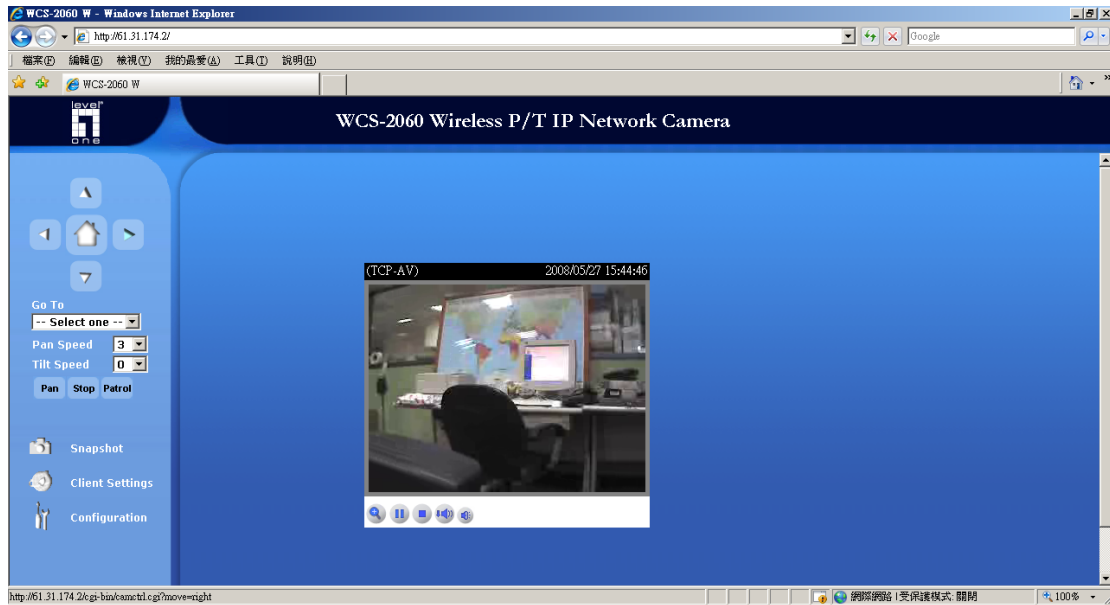 WCS-2060 W - Windows Internet Explorer
http://61.31.174.2/
Google
檔案(F) 編輯(E) 檢視(V) 我的最愛(A) 工具(T) 說明(H)
WCS-2060 W
level
one
WCS-2060 Wireless P/T IP Network Camera
Go To
-- Select one --
Pan Speed 3
Tilt Speed 0
Pan Stop Patrol
Snapshot
Client Settings
Configuration
(TCP-AV) 2008/05/27 15:44:46
http://61.31.174.2/cgi-bin/camctrl.cgi?move=right
網際網路 | 受保護模式: 關閉
100%